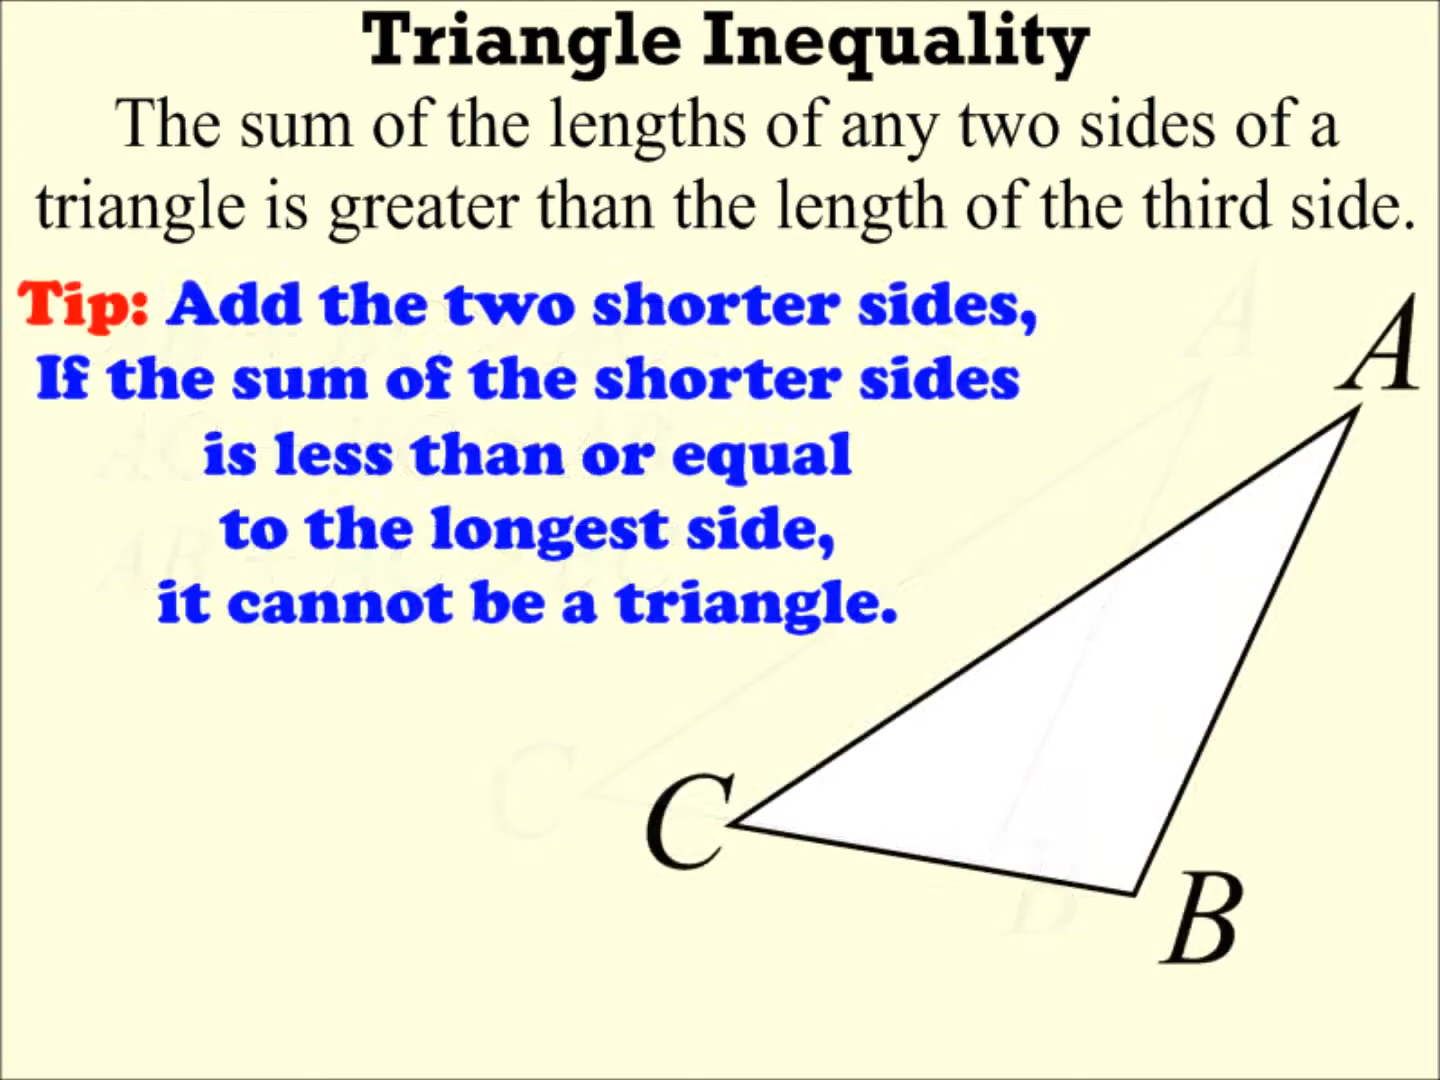 Triangle Inequality
The sum of the lengths of any two sides of a
triangle is greater than the length of the third side.
Tip: Add the two shorter sides,
If the sum of the shorter sides
is less than or equal
to the longest side,
it cannot be a triangle.
A
C
B